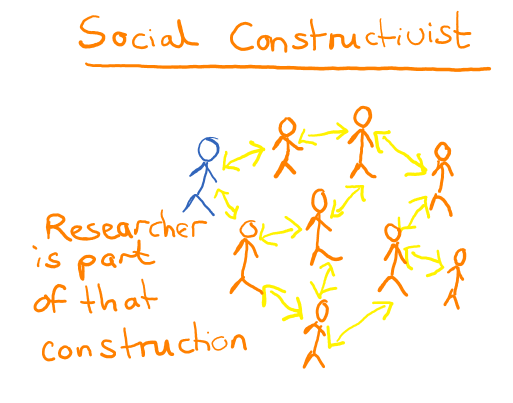 Social Constructivist
Researcher
is part
of that
construction